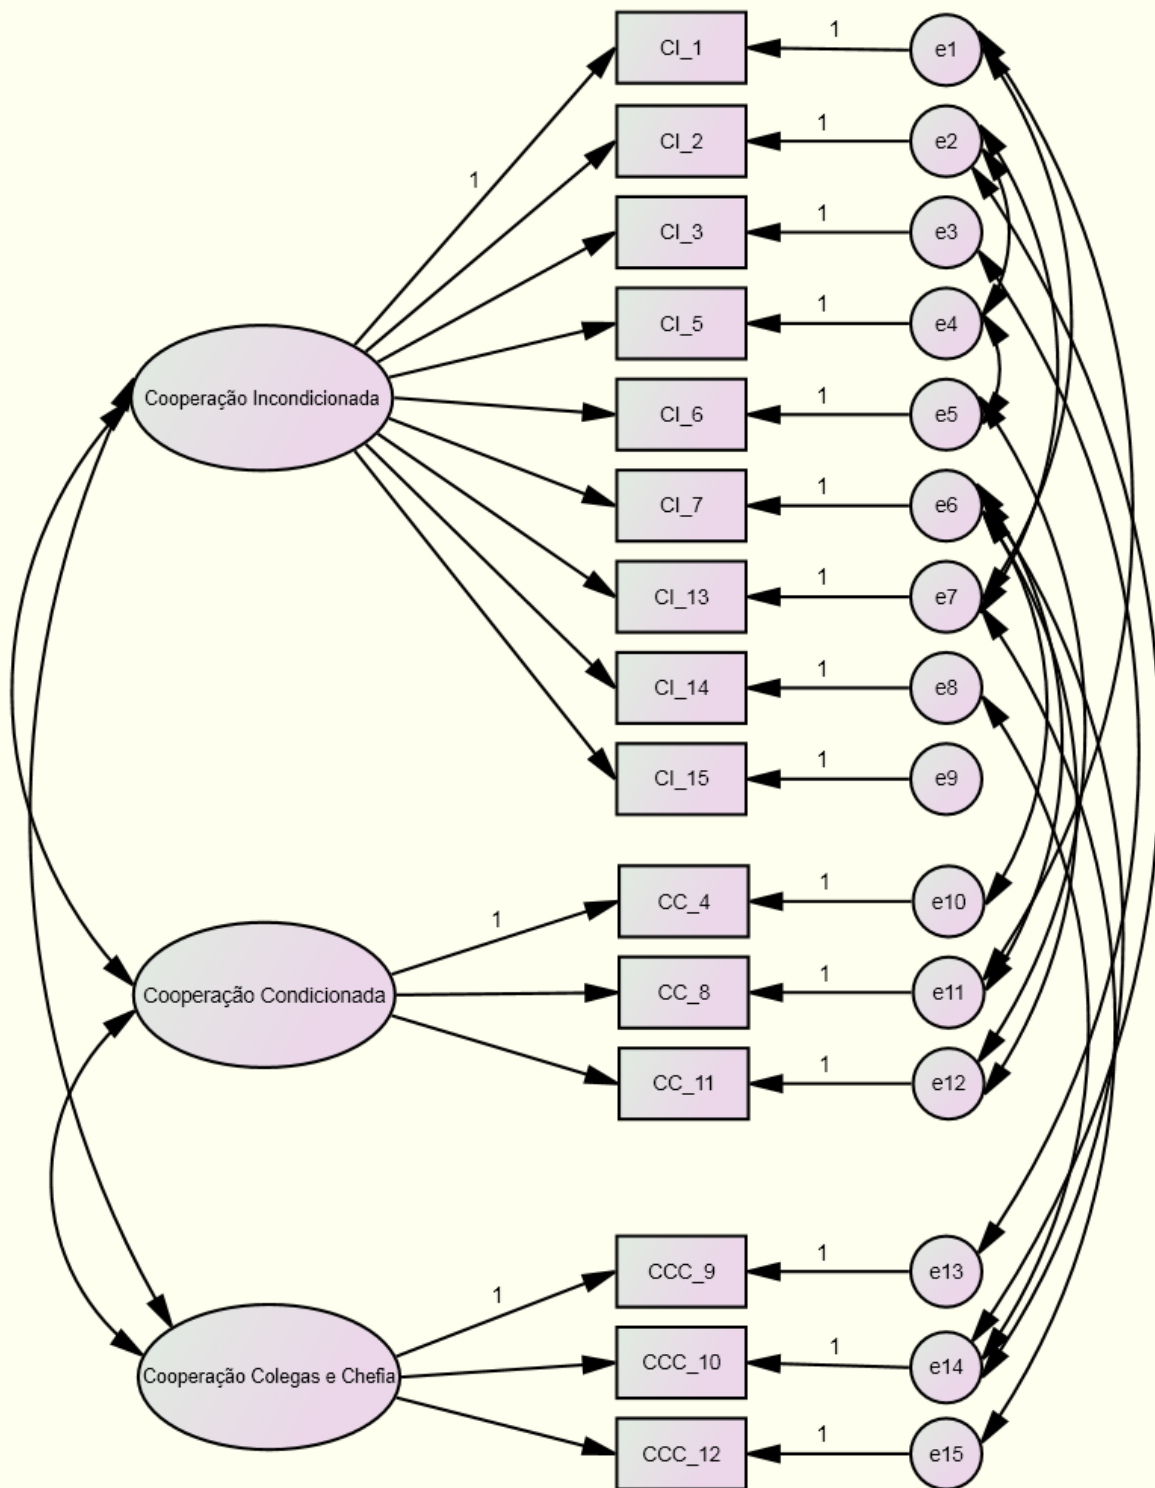 CI_1
1
e1
CI_2
1
e2
1
CI_3
1
e3
CI_5
1
e4
Cooperação Incondicionada
CI_6
1
e5
CI_7
1
e6
CI_13
1
e7
CI_14
1
e8
CI_15
1
e9
CC_4
1
e10
1
Cooperação Condicionada
CC_8
1
e11
CC_11
1
e12
CCC_9
1
e13
1
Cooperação Colegas e Chefia
CCC_10
1
e14
CCC_12
1
e15